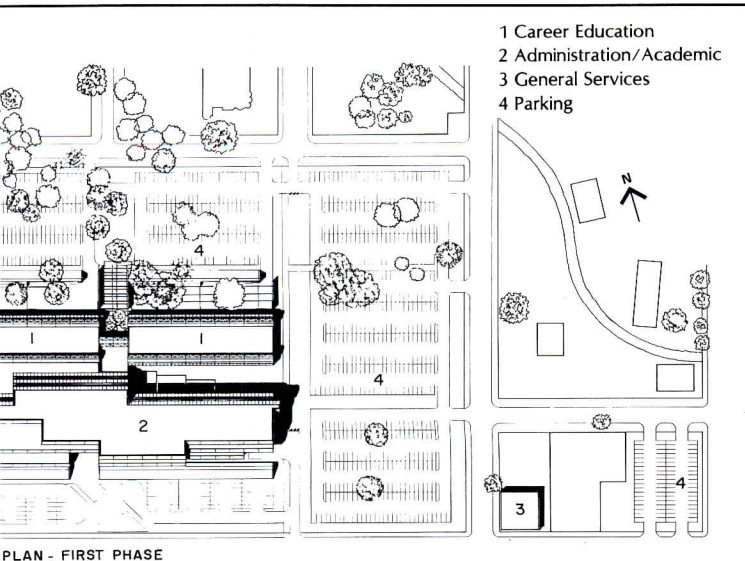 1 Career Education
2 Administration/Academic
3 General Services
4 Parking
N
4
1 1
4
2
4
3
PLAN - FIRST PHASE